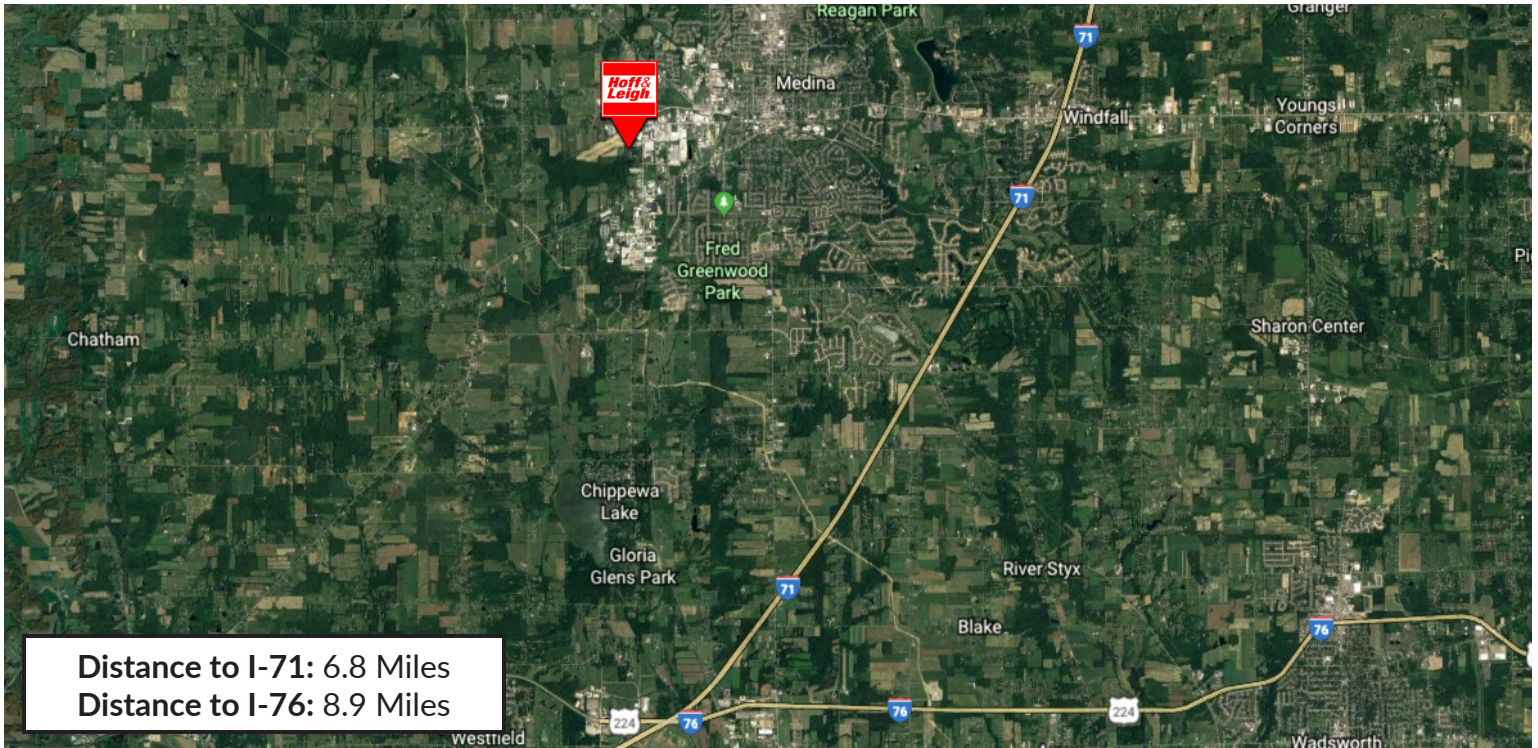 Reagan Park
Granger
71
Hoff&
Leigh
Medina
Windfall
Youngs
Corners
71
Fred
Greenwood
Park
Chatham
Sharon Center
Chippewa
Lake
Gloria
Glens Park
River Styx
71
Blake
76
Distance to I-71: 6.8 Miles
Distance to I-76: 8.9 Miles
224
76
76
224
Westfield
Wadsworth